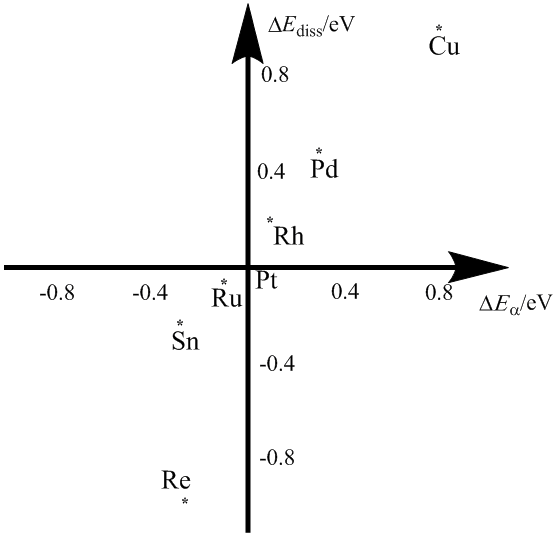 ΔE_diss/eV
* Cu
0.8
* Pd
0.4
* Rh
Pt
-0.8 -0.4 0.4 0.8
* Ru
ΔE_α/eV
* Sn
-0.4
-0.8
Re *